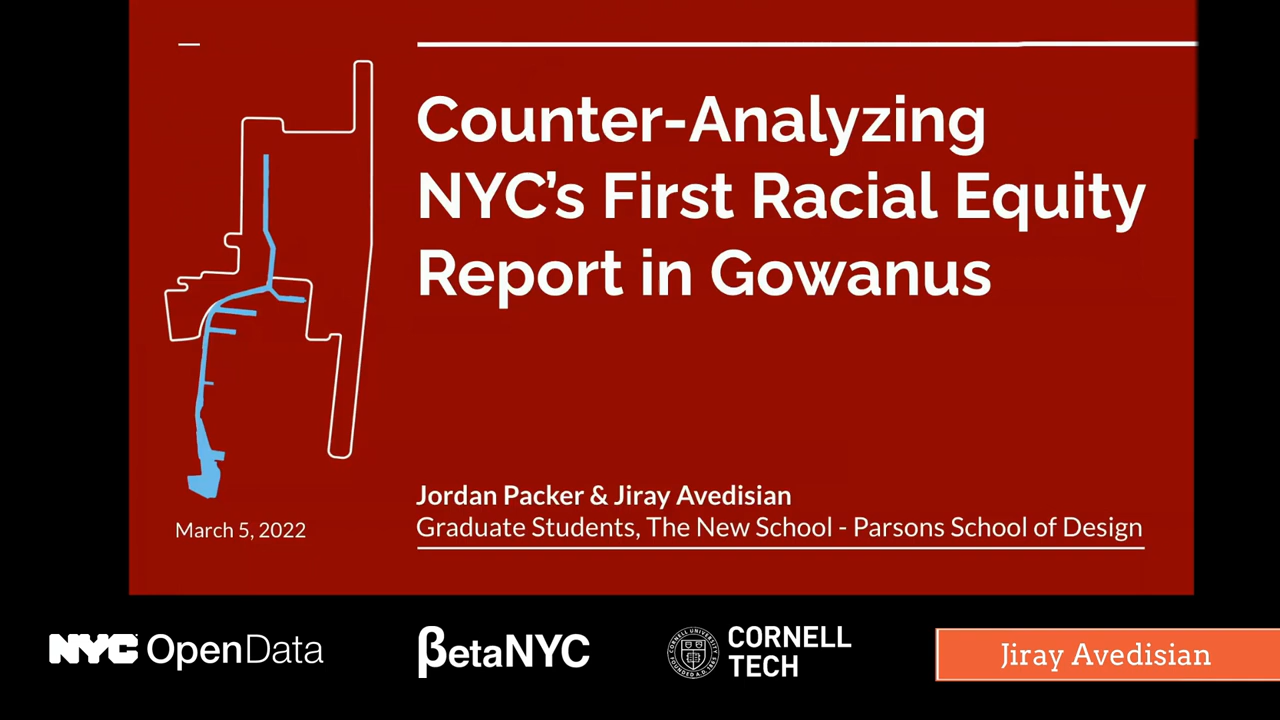 Counter-Analyzing
NYC's First Racial Equity
Report in Gowanus
Jordan Packer & Jiray Avedisian
Graduate Students, The New School - Parsons School of Design
March 5, 2022
NYC OpenData
βetaNYC
CORNELL
TECH
Jiray Avedisian